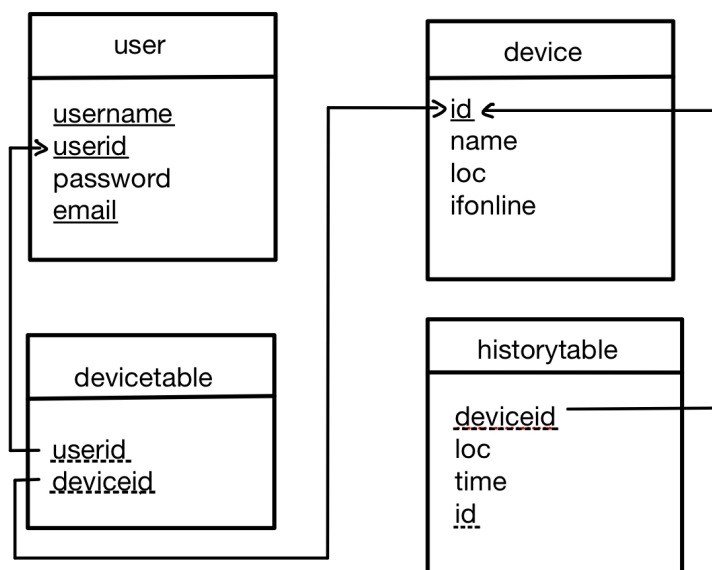 user
username
userid
password
email
device
id
name
loc
ifonline
devicetable
userid
deviceid
historytable
deviceid
loc
time
id